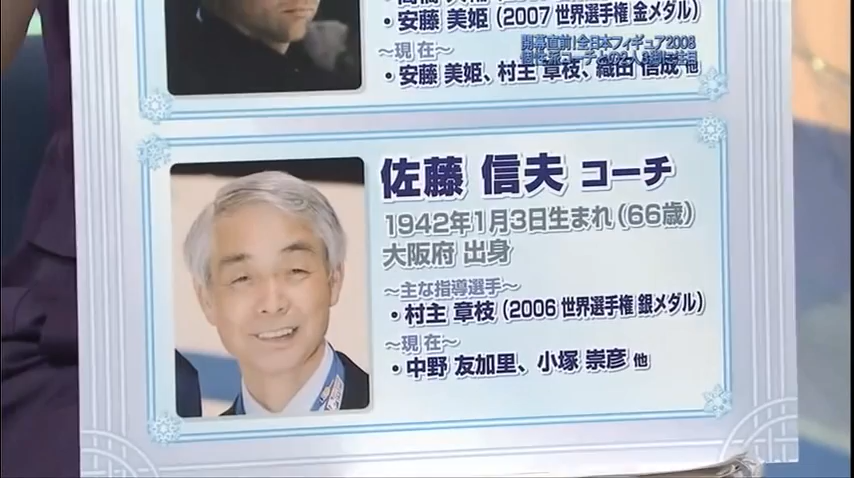 ・安藤 美姫（2007 世界選手権 金メダル）
開幕直前！全日本フィギュア2008
～現 在～
・安藤 美姫、村主 章枝、織田 信成 他
佐藤 信夫 コーチ
1942年1月3日生まれ（66歳）
大阪府 出身
～主な指導選手～
・村主 章枝（2006 世界選手権 銀メダル）
～現 在～
・中野 友加里、小塚 崇彦 他